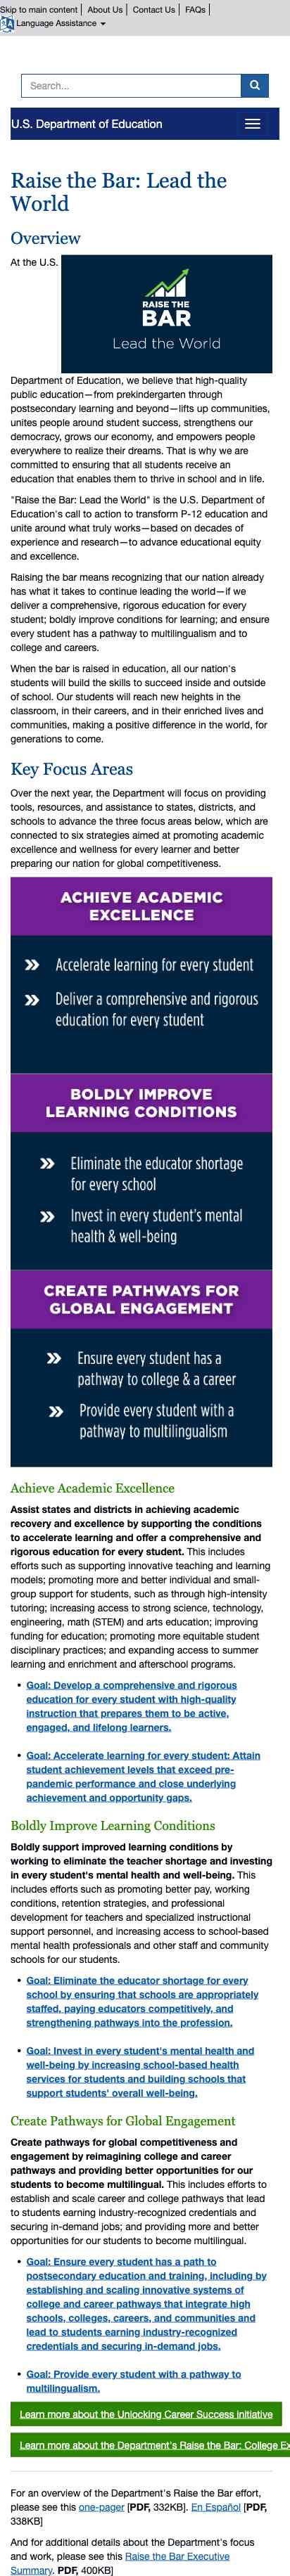 Skip to main content | About Us | Contact Us | FAQs |
Language Assistance
Search...
U.S. Department of Education
Raise the Bar: Lead the
World
Overview
At the U.S.
RAISE THE
BAR
Lead the World
Department of Education, we believe that high-quality
public education—from prekindergarten through
postsecondary learning and beyond—lifts up communities,
unites people around student success, strengthens our
democracy, grows our economy, and empowers people
everywhere to realize their dreams. That is why we are
committed to ensuring that all students receive an
education that enables them to thrive in school and in life.
"Raise the Bar: Lead the World" is the U.S. Department of
Education's call to action to transform P-12 education and
unite around what truly works—based on decades of
experience and research—to advance educational equity
and excellence.
Raising the bar means recognizing that our nation already
has what it takes to continue leading the world—if we
deliver a comprehensive, rigorous education for every
student; boldly improve conditions for learning; and ensure
every student has a pathway to multilingualism and to
college and careers.
When the bar is raised in education, all our nation's
students will build the skills to succeed inside and outside
of school. Our students will reach new heights in the
classroom, in their careers, and in their enriched lives and
communities, making a positive difference in the world, for
generations to come.
Key Focus Areas
Over the next year, the Department will focus on providing
tools, resources, and assistance to states, districts, and
schools to advance the three focus areas below, which are
connected to six strategies aimed at promoting academic
excellence and wellness for every learner and better
preparing our nation for global competitiveness.
ACHIEVE ACADEMIC
EXCELLENCE
» Accelerate learning for every student
» Deliver a comprehensive and rigorous
education for every student
BOLDLY IMPROVE
LEARNING CONDITIONS
» Eliminate the educator shortage
for every school
» Invest in every student's mental
health & well-being
CREATE PATHWAYS FOR
GLOBAL ENGAGEMENT
» Ensure every student has a
pathway to college & a career
» Provide every student with a
pathway to multilingualism
Achieve Academic Excellence
Assist states and districts in achieving academic
recovery and excellence by supporting the conditions
to accelerate learning and offer a comprehensive and
rigorous education for every student. This includes
efforts such as supporting innovative teaching and learning
models; promoting more and better individual and small-
group support for students, such as through high-intensity
tutoring; increasing access to strong science, technology,
engineering, math (STEM) and arts education; improving
funding for education; promoting more equitable student
disciplinary practices; and expanding access to summer
learning and enrichment and afterschool programs.
• Goal: Develop a comprehensive and rigorous
education for every student with high-quality
instruction that prepares them to be active,
engaged, and lifelong learners.
• Goal: Accelerate learning for every student: Attain
student achievement levels that exceed pre-
pandemic performance and close underlying
achievement and opportunity gaps.
Boldly Improve Learning Conditions
Boldly support improved learning conditions by
working to eliminate the teacher shortage and investing
in every student's mental health and well-being. This
includes efforts such as promoting better pay, working
conditions, retention strategies, and professional
development for teachers and specialized instructional
support personnel, and increasing access to school-based
mental health professionals and other staff and community
schools for our students.
• Goal: Eliminate the educator shortage for every
school by ensuring that schools are appropriately
staffed, paying educators competitively, and
strengthening pathways into the profession.
• Goal: Invest in every student's mental health and
well-being by increasing school-based health
services for students and building schools that
support students' overall well-being.
Create Pathways for Global Engagement
Create pathways for global competitiveness and
engagement by reimagining college and career
pathways and providing better opportunities for our
students to become multilingual. This includes efforts to
establish and scale career and college pathways that lead
to students earning industry-recognized credentials and
securing in-demand jobs; and providing more and better
opportunities for our students to become multilingual.
• Goal: Ensure every student has a path to
postsecondary education and training, including by
establishing and scaling innovative systems of
college and career pathways that integrate high
schools, colleges, careers, and communities and
lead to students earning industry-recognized
credentials and securing in-demand jobs.
• Goal: Provide every student with a pathway to
multilingualism.
Learn more about the Unlocking Career Success initiative
Learn more about the Department's Raise the Bar: College Ex
For an overview of the Department's Raise the Bar effort,
please see this one-pager [PDF, 332KB]. En Español [PDF,
338KB]
And for additional details about the Department's focus
and work, please see this Raise the Bar Executive
Summary. PDF, 400KB]